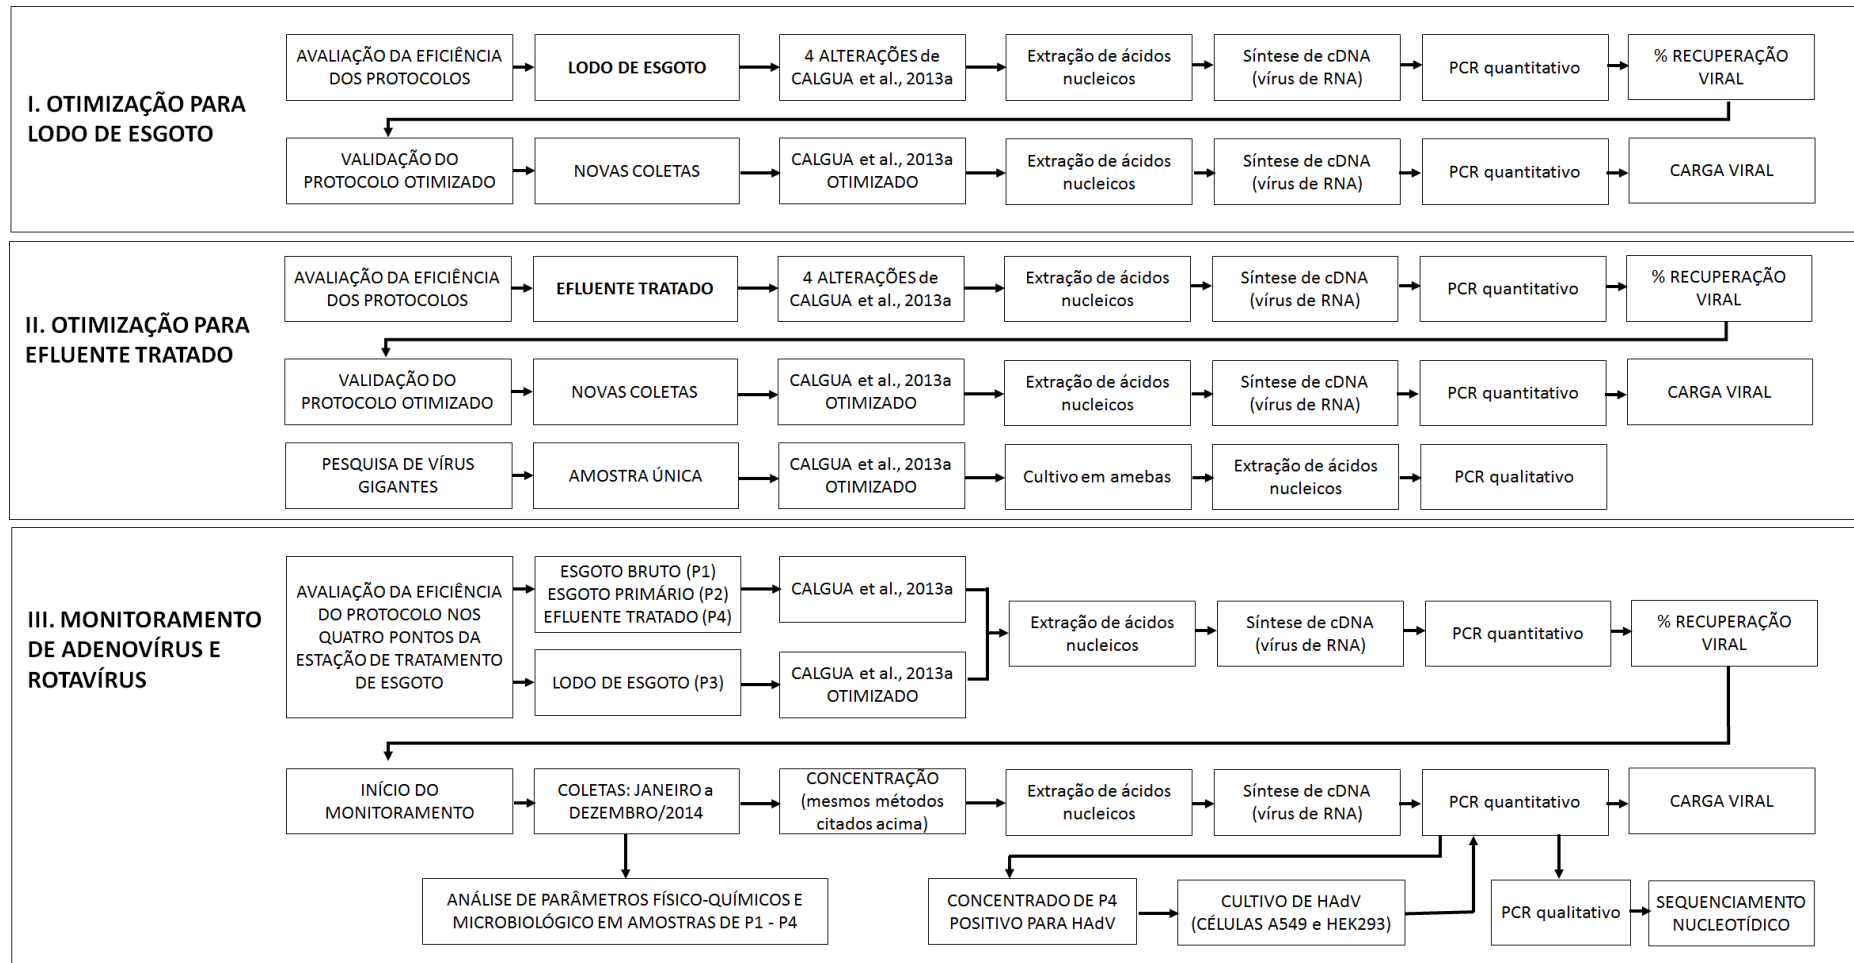 I. OTIMIZAÇÃO PARA
LODO DE ESGOTO
AVALIAÇÃO DA EFICIÊNCIA
DOS PROTOCOLOS
LODO DE ESGOTO
4 ALTERAÇÕES de
CALGUA et al., 2013a
Extração de ácidos
nucleicos
Síntese de cDNA
(vírus de RNA)
PCR quantitativo
% RECUPERAÇÃO
VIRAL
VALIDAÇÃO DO
PROTOCOLO OTIMIZADO
NOVAS COLETAS
CALGUA et al., 2013a
OTIMIZADO
Extração de ácidos
nucleicos
Síntese de cDNA
(vírus de RNA)
PCR quantitativo
CARGA VIRAL
II. OTIMIZAÇÃO PARA
EFLUENTE TRATADO
AVALIAÇÃO DA EFICIÊNCIA
DOS PROTOCOLOS
EFLUENTE TRATADO
4 ALTERAÇÕES de
CALGUA et al., 2013a
Extração de ácidos
nucleicos
Síntese de cDNA
(vírus de RNA)
PCR quantitativo
% RECUPERAÇÃO
VIRAL
VALIDAÇÃO DO
PROTOCOLO OTIMIZADO
NOVAS COLETAS
CALGUA et al., 2013a
OTIMIZADO
Extração de ácidos
nucleicos
Síntese de cDNA
(vírus de RNA)
PCR quantitativo
CARGA VIRAL
PESQUISA DE VÍRUS
GIGANTES
AMOSTRA ÚNICA
CALGUA et al., 2013a
OTIMIZADO
Cultivo em amebas
Extração de ácidos
nucleicos
PCR qualitativo
III. MONITORAMENTO
DE ADENOVÍRUS E
ROTAVÍRUS
AVALIAÇÃO DA EFICIÊNCIA
DO PROTOCOLO NOS
QUATRO PONTOS DA
ESTAÇÃO DE TRATAMENTO
DE ESGOTO
ESGOTO BRUTO (P1)
ESGOTO PRIMÁRIO (P2)
EFLUENTE TRATADO (P4)
CALGUA et al., 2013a
LODO DE ESGOTO (P3)
CALGUA et al., 2013a
OTIMIZADO
Extração de ácidos
nucleicos
Síntese de cDNA
(vírus de RNA)
PCR quantitativo
% RECUPERAÇÃO
VIRAL
INÍCIO DO
MONITORAMENTO
COLETAS: JANEIRO a
DEZEMBRO/2014
CONCENTRAÇÃO
(mesmos métodos
citados acima)
Extração de ácidos
nucleicos
Síntese de cDNA
(vírus de RNA)
PCR quantitativo
CARGA VIRAL
ANÁLISE DE PARÂMETROS FÍSICO-QUÍMICOS E
MICROBIOLÓGICO EM AMOSTRAS DE P1 - P4
CONCENTRADO DE P4
POSITIVO PARA HAdV
CULTIVO DE HAdV
(CÉLULAS A549 e HEK293)
PCR qualitativo
SEQUENCIAMENTO
NUCLEOTÍDICO